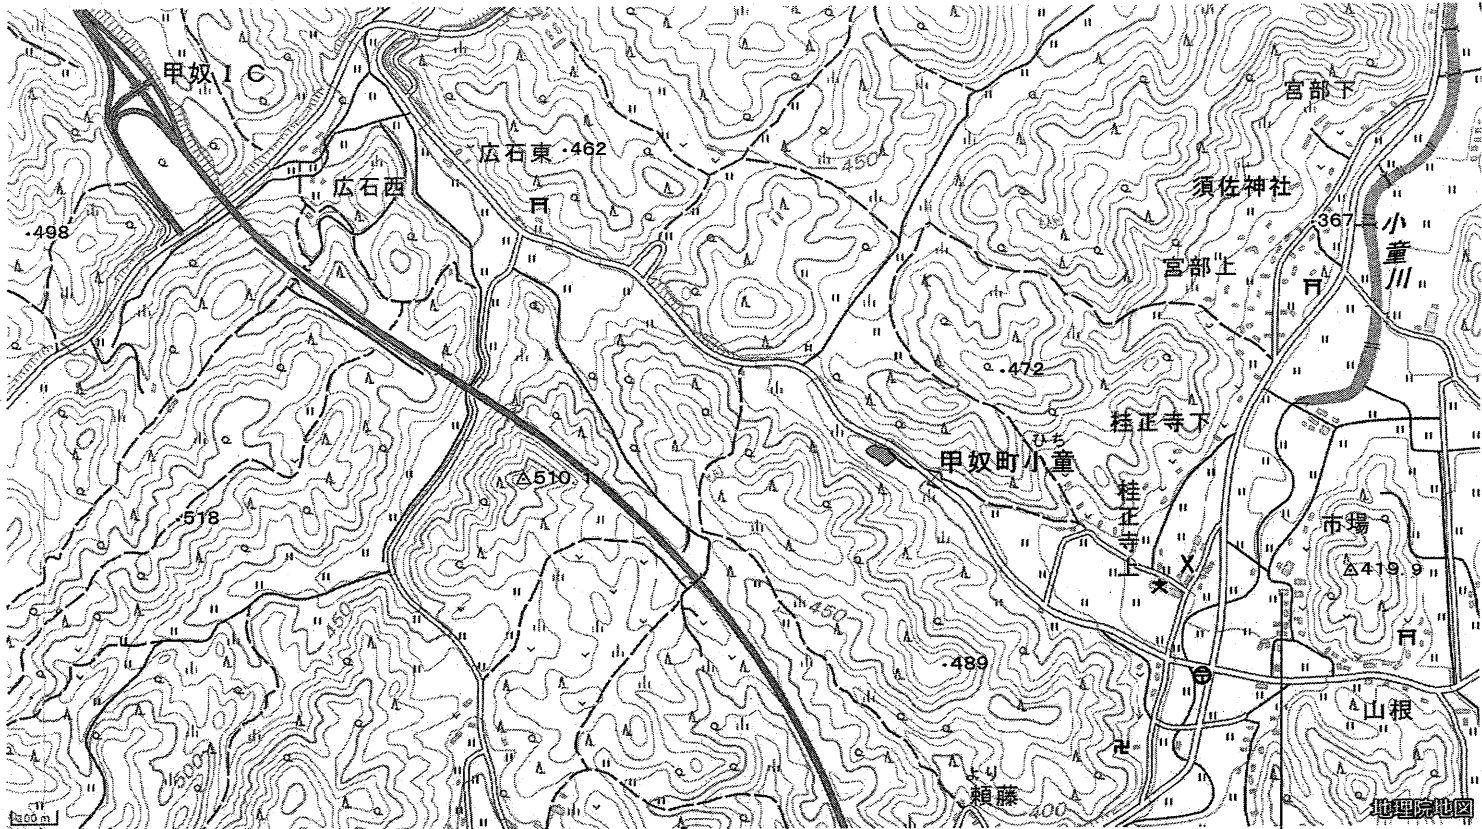 甲奴IC
宮部下
広石東
・462
450
広石西
須佐神社
・498
・367
小童川
宮部上
・472
桂正寺下
ひち
甲奴町小童
△510.1
桂正寺上
・518
市場
△419.9
450
450
・489
山根
より
頼藤
500
400
300m
地理院地図